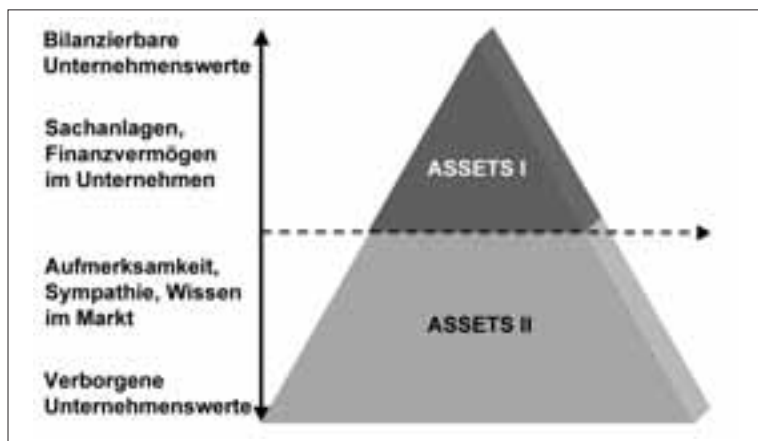 Bilanzierbare
Unternehmenswerte
Sachanlagen,
Finanzvermögen
im Unternehmen
ASSETS I
Aufmerksamkeit,
Sympathie, Wissen
im Markt
ASSETS II
Verborgene
Unternehmenswerte